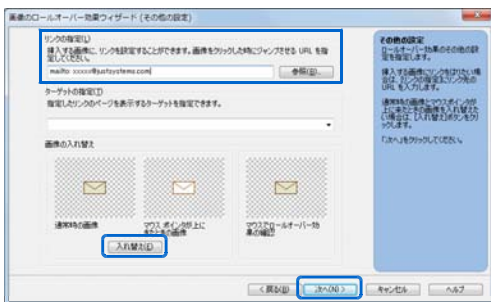 画像のロールオーバー効果ウィザード (その他の設定)
リンクの指定(L)
挿入する画像に、リンクを設定することができます。画像をクリックした時にジャンプさせる URL を指
定してください。
mailto: xxxxx@justsystems.com
参照(B)...
ターゲットの指定(T)
指定したリンクのページを表示するターゲットを指定できます。
画像の入れ替え
通常時の画像
マウス ポインタが上に
来たときの画像
マウスでロールオーバー効
果の確認
入れ替え(E)
< 戻る(B)
次へ(N) >
キャンセル
ヘルプ
その他の設定
ロールオーバー効果のその他の設
定を指定します。
挿入する画像にリンクをはりたい場
合は、[リンクの指定]にリンク先の
URL を入力します。
通常時の画像とマウスポインタが
上に来たときの画像を入れ替えた
い場合は、[入れ替え]ボタンをクリ
ックします。
「次へ」をクリックしてください。